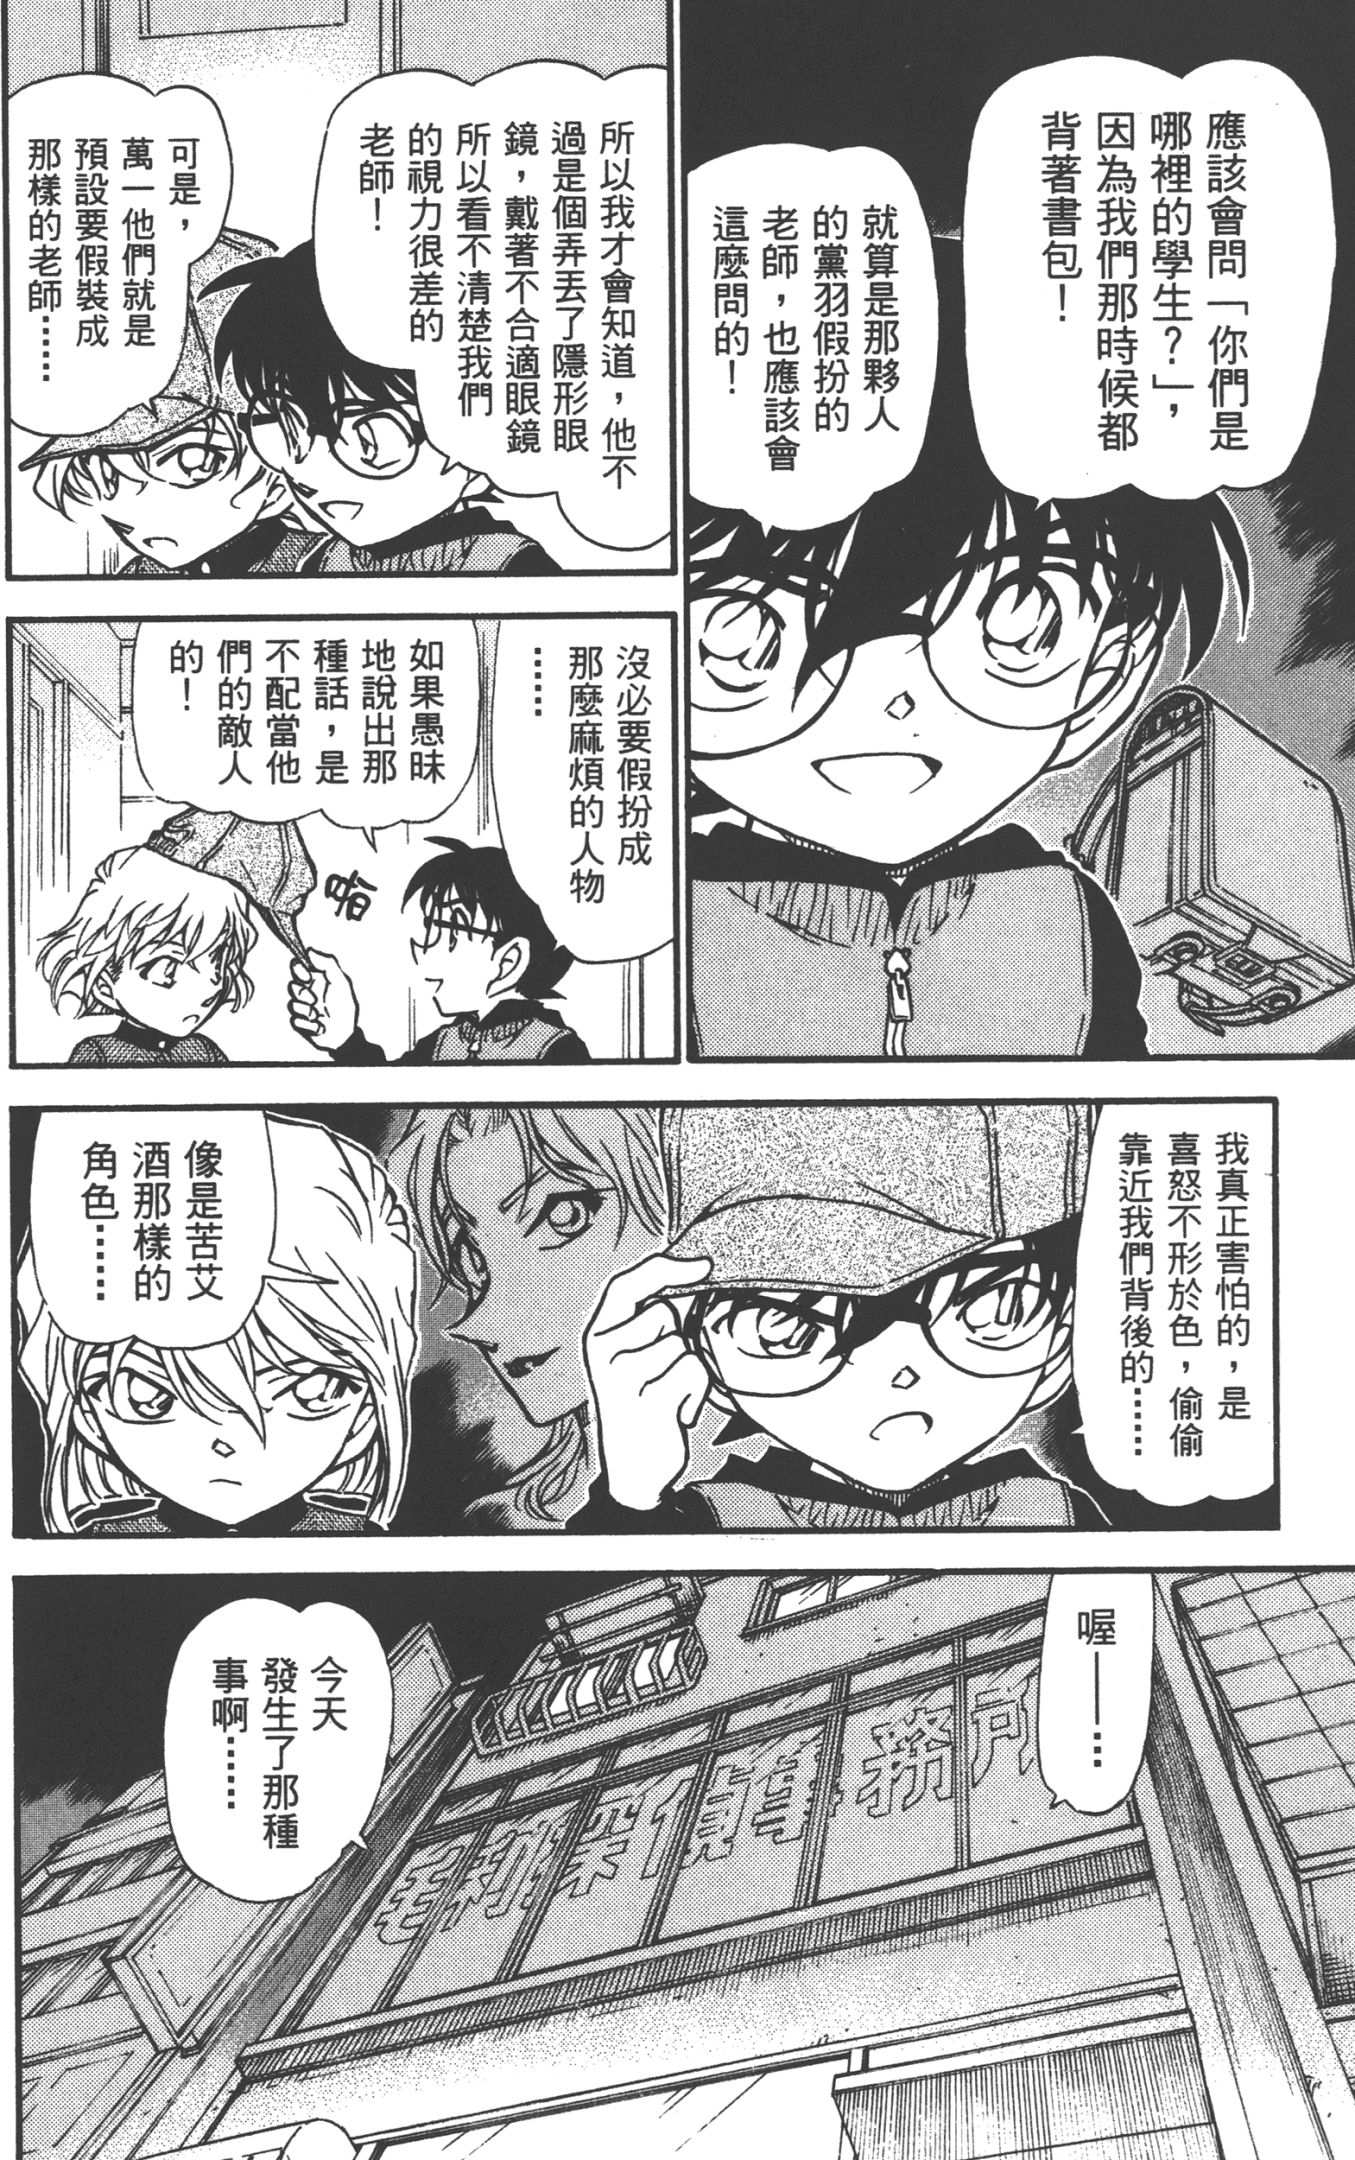 應該會問「你們是
哪裡的學生？」，
因為我們那時候都
背著書包！
就算是那夥人
的黨羽假扮的
老師，也應該會
這麼問的！
所以我才會知道，他不
過是個弄丟了隱形眼
鏡，戴著不合適眼鏡
所以看不清楚我們
的視力很差的
老師！
可是，
萬一他們就是
預設要假裝成
那樣的老師……
沒必要假扮成
那麼麻煩的人物
……
如果愚昧
地說出那
種話，是
不配當他
們的敵人
的！
我真正害怕的，是
喜怒不形於色，偷偷
靠近我們背後的……
像是苦艾
酒那樣的
角色……
喔——…
今天
發生了那種
事啊……
毛利探偵事務所